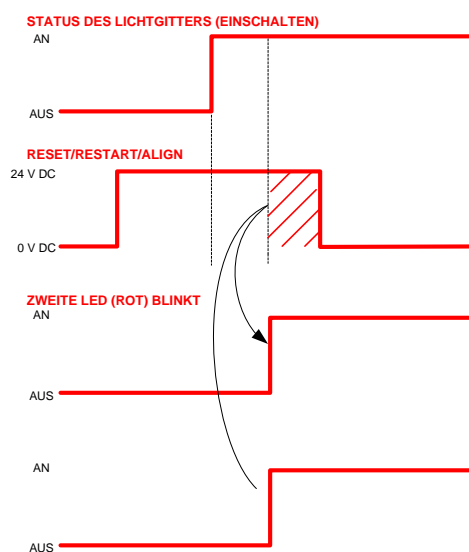 STATUS DES LICHTGITTERS (EINSCHALTEN)
AN
AUS
RESET/RESTART/ALIGN
24 V DC
0 V DC
ZWEITE LED (ROT) BLINKT
AN
AUS
AN
AUS